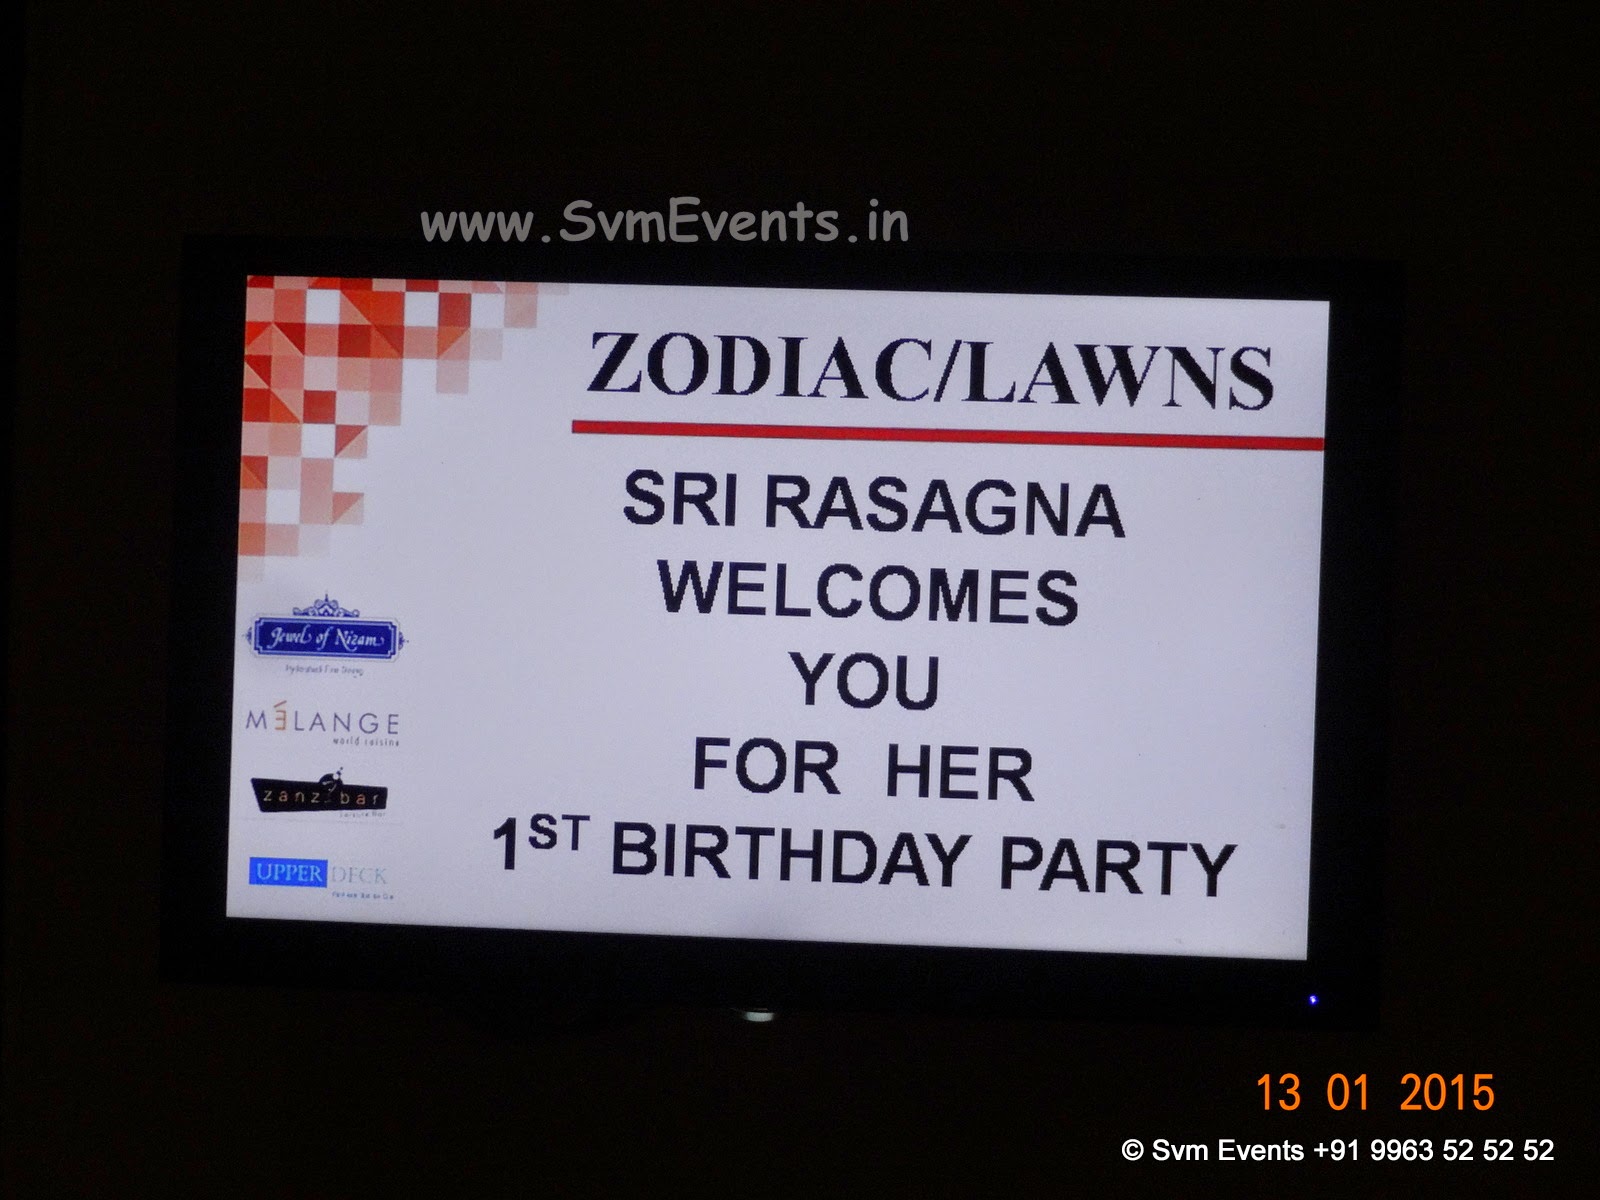 www.SvmEvents.in
ZODIAC/LAWNS
SRI RASAGNA
WELCOMES
YOU
FOR HER
1ST BIRTHDAY PARTY
Jewel of Nizam
MÉLANGE
world cuisine
zanzibar
UPPER DECK
13 01 2015
© Svm Events +91 9963 52 52 52